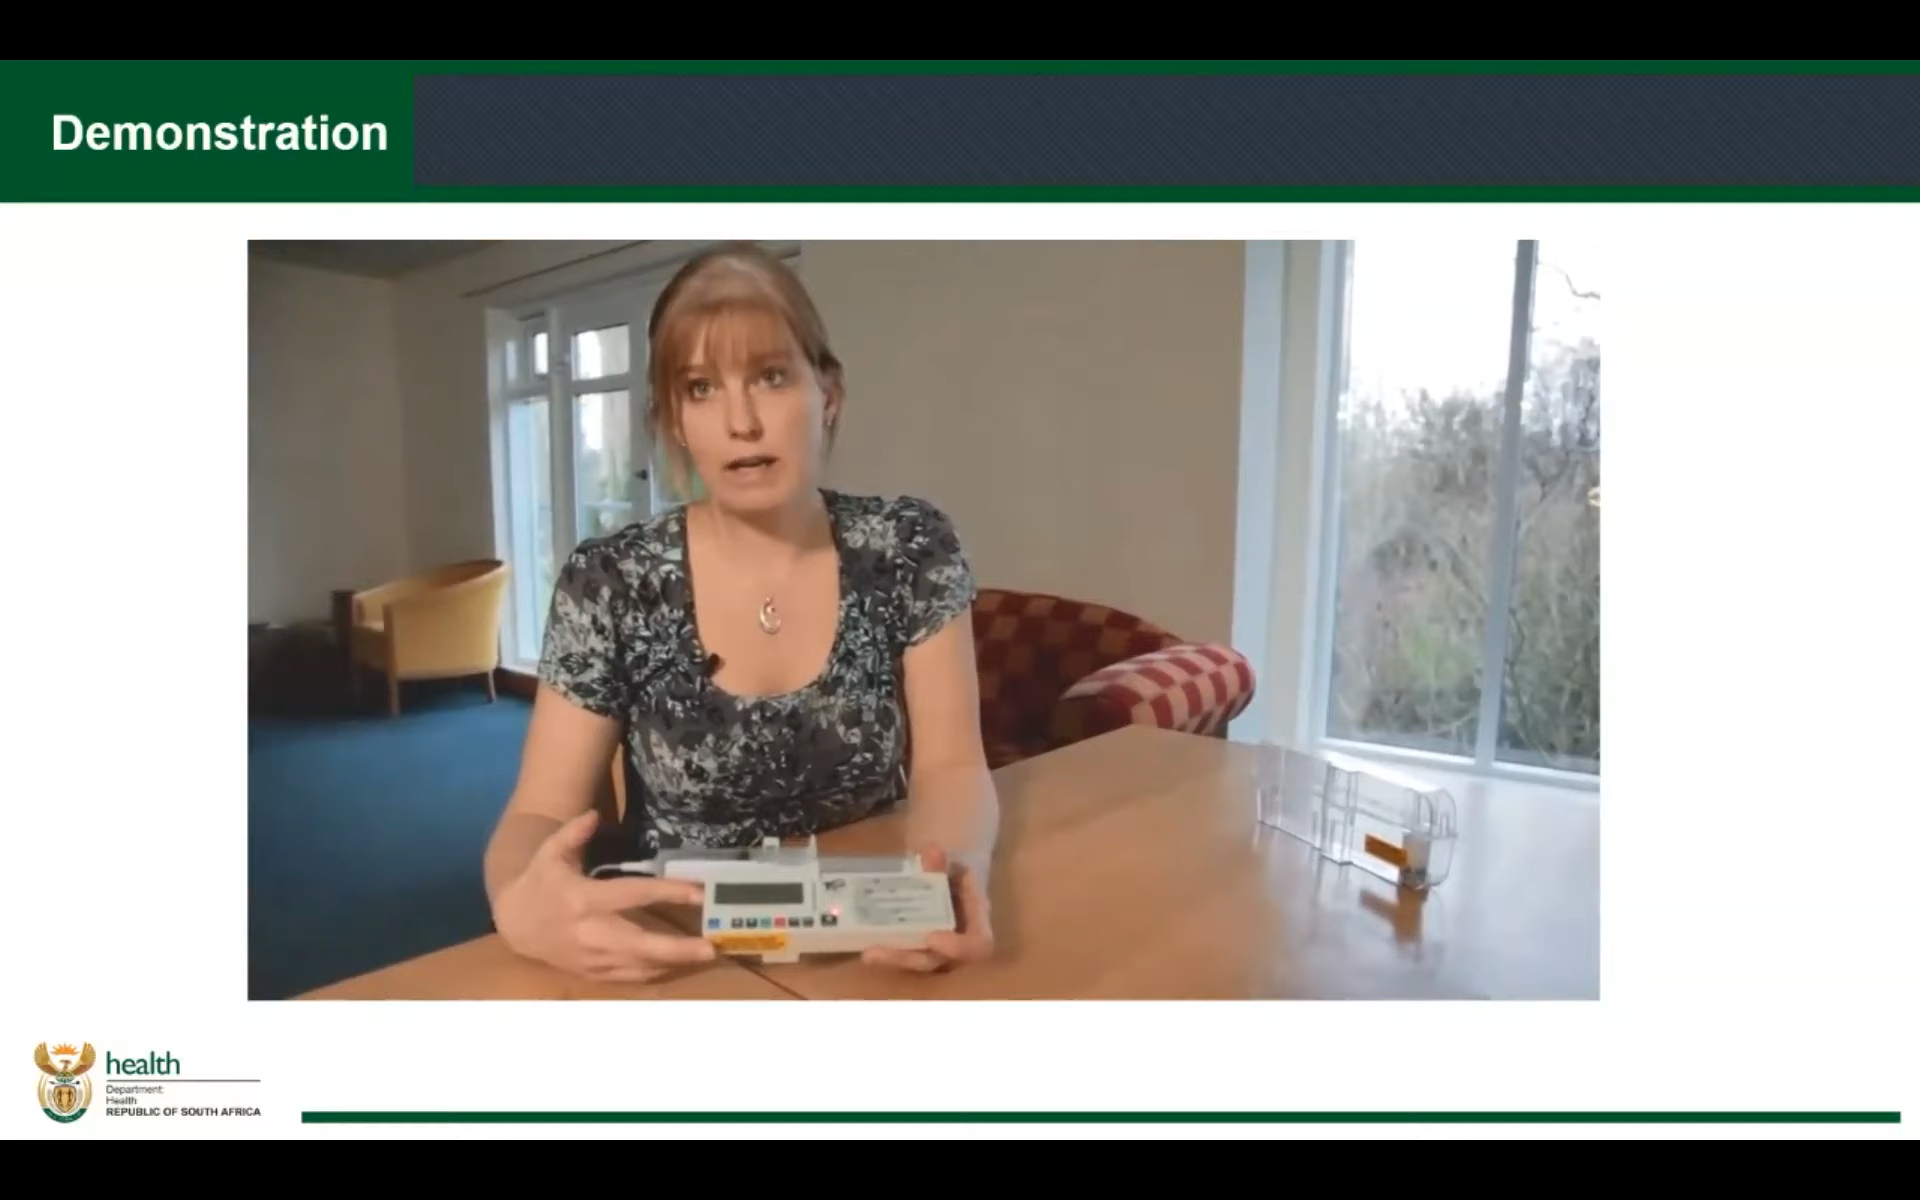 Demonstration
health
Department:
Health
REPUBLIC OF SOUTH AFRICA